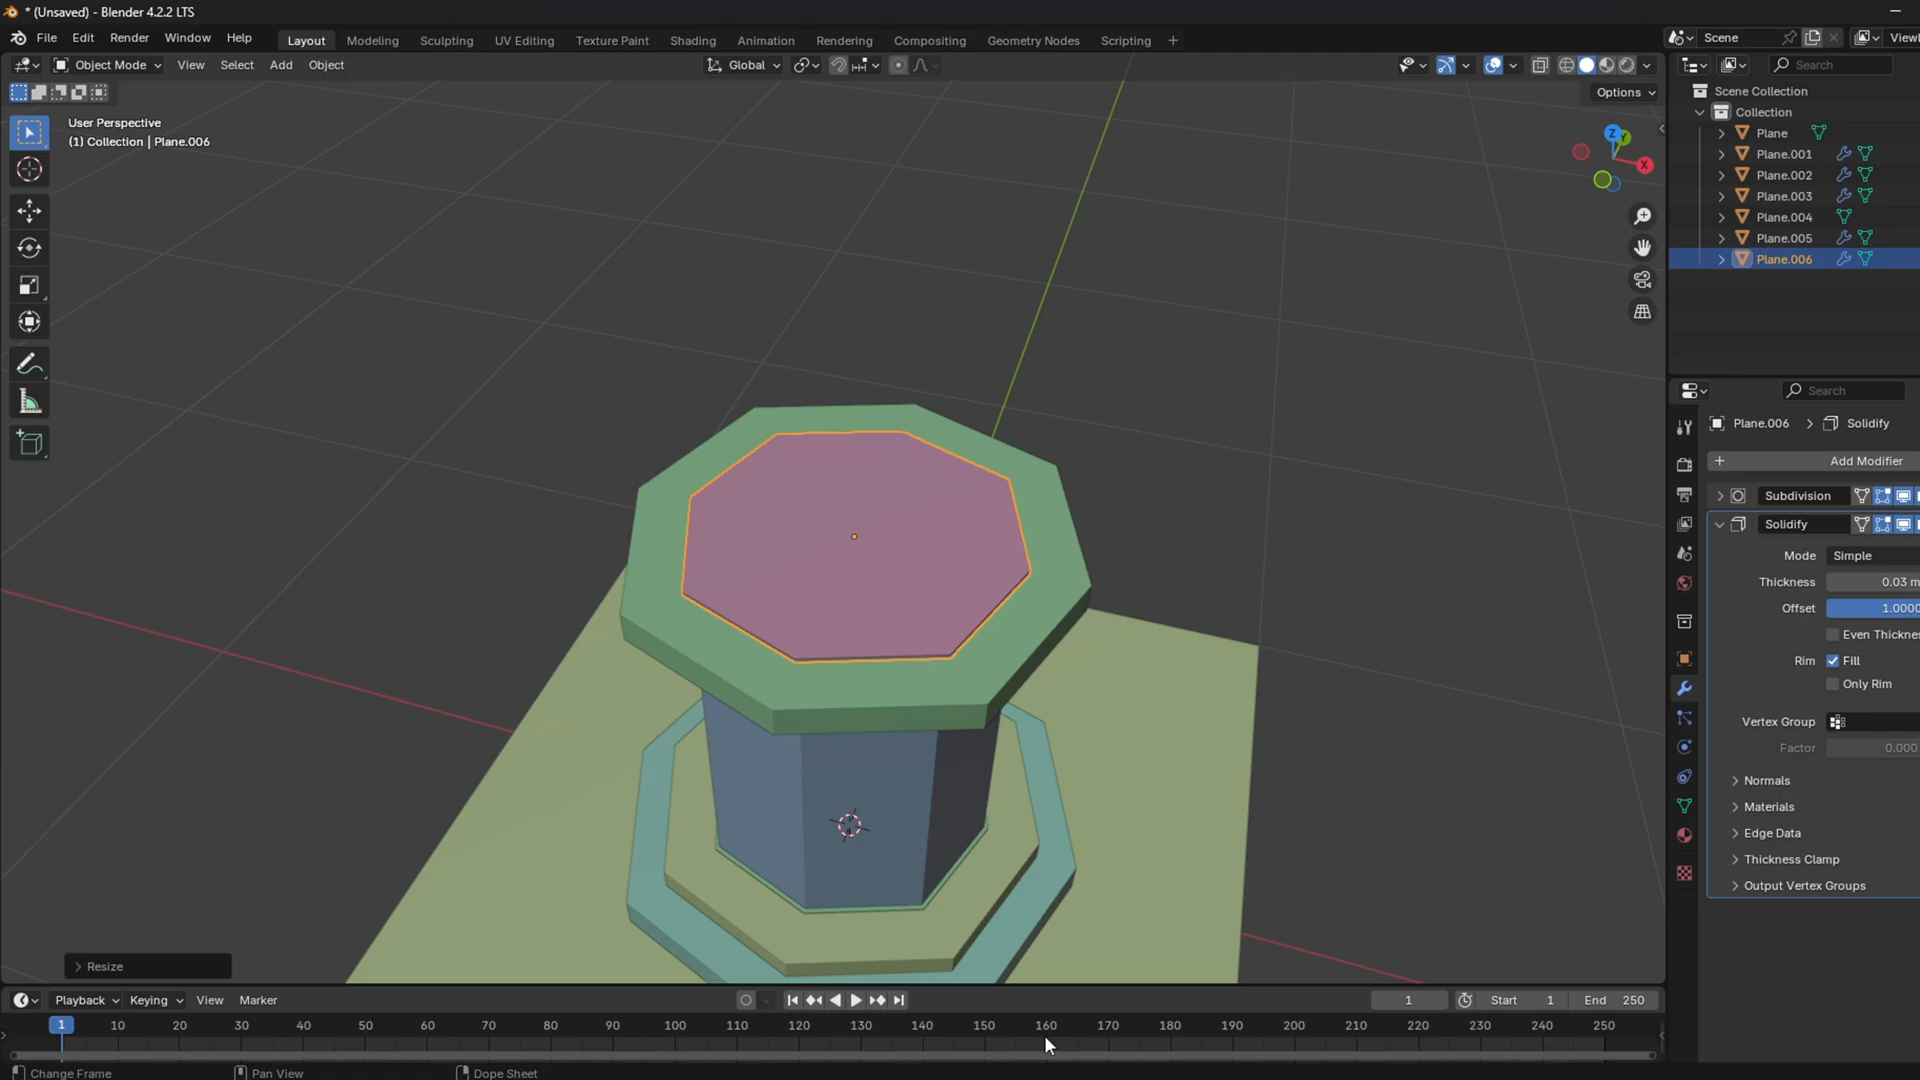 * (Unsaved) - Blender 4.2.2 LTS
File Edit Render Window Help Layout Modeling Sculpting UV Editing Texture Paint Shading Animation Rendering Compositing Geometry Nodes Scripting + Scene View
Object Mode View Select Add Object Global Search
Options
User Perspective
(1) Collection | Plane.006
Z
Y
X
Scene Collection
Collection
Plane
Plane.001
Plane.002
Plane.003
Plane.004
Plane.005
Plane.006
Search
Plane.006 > Solidify
+ Add Modifier
Subdivision
Solidify
Mode Simple
Thickness 0.03 m
Offset 1.0000
Even Thicknes
Rim Fill
Only Rim
Vertex Group
Factor 0.000
Normals
Materials
Edge Data
Thickness Clamp
Output Vertex Groups
Resize
Playback Keying View Marker 1 Start 1 End 250
1 10 20 30 40 50 60 70 80 90 100 110 120 130 140 150 160 170 180 190 200 210 220 230 240 250
Change Frame Pan View Dope Sheet